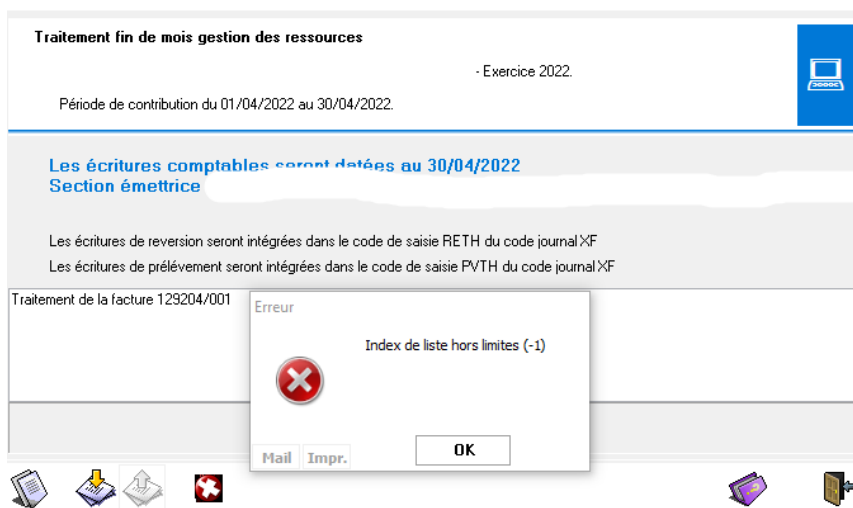 Traitement fin de mois gestion des ressources
- Exercice 2022.
Période de contribution du 01/04/2022 au 30/04/2022.
Les écritures comptables seront datées au 30/04/2022
Section émettrice
Les écritures de reversion seront intégrées dans le code de saisie RETH du code journal XF
Les écritures de prélévement seront intégrées dans le code de saisie PVTH du code journal XF
Traitement de la facture 129204/001
Erreur
Index de liste hors limites (-1)
Mail Impr. OK